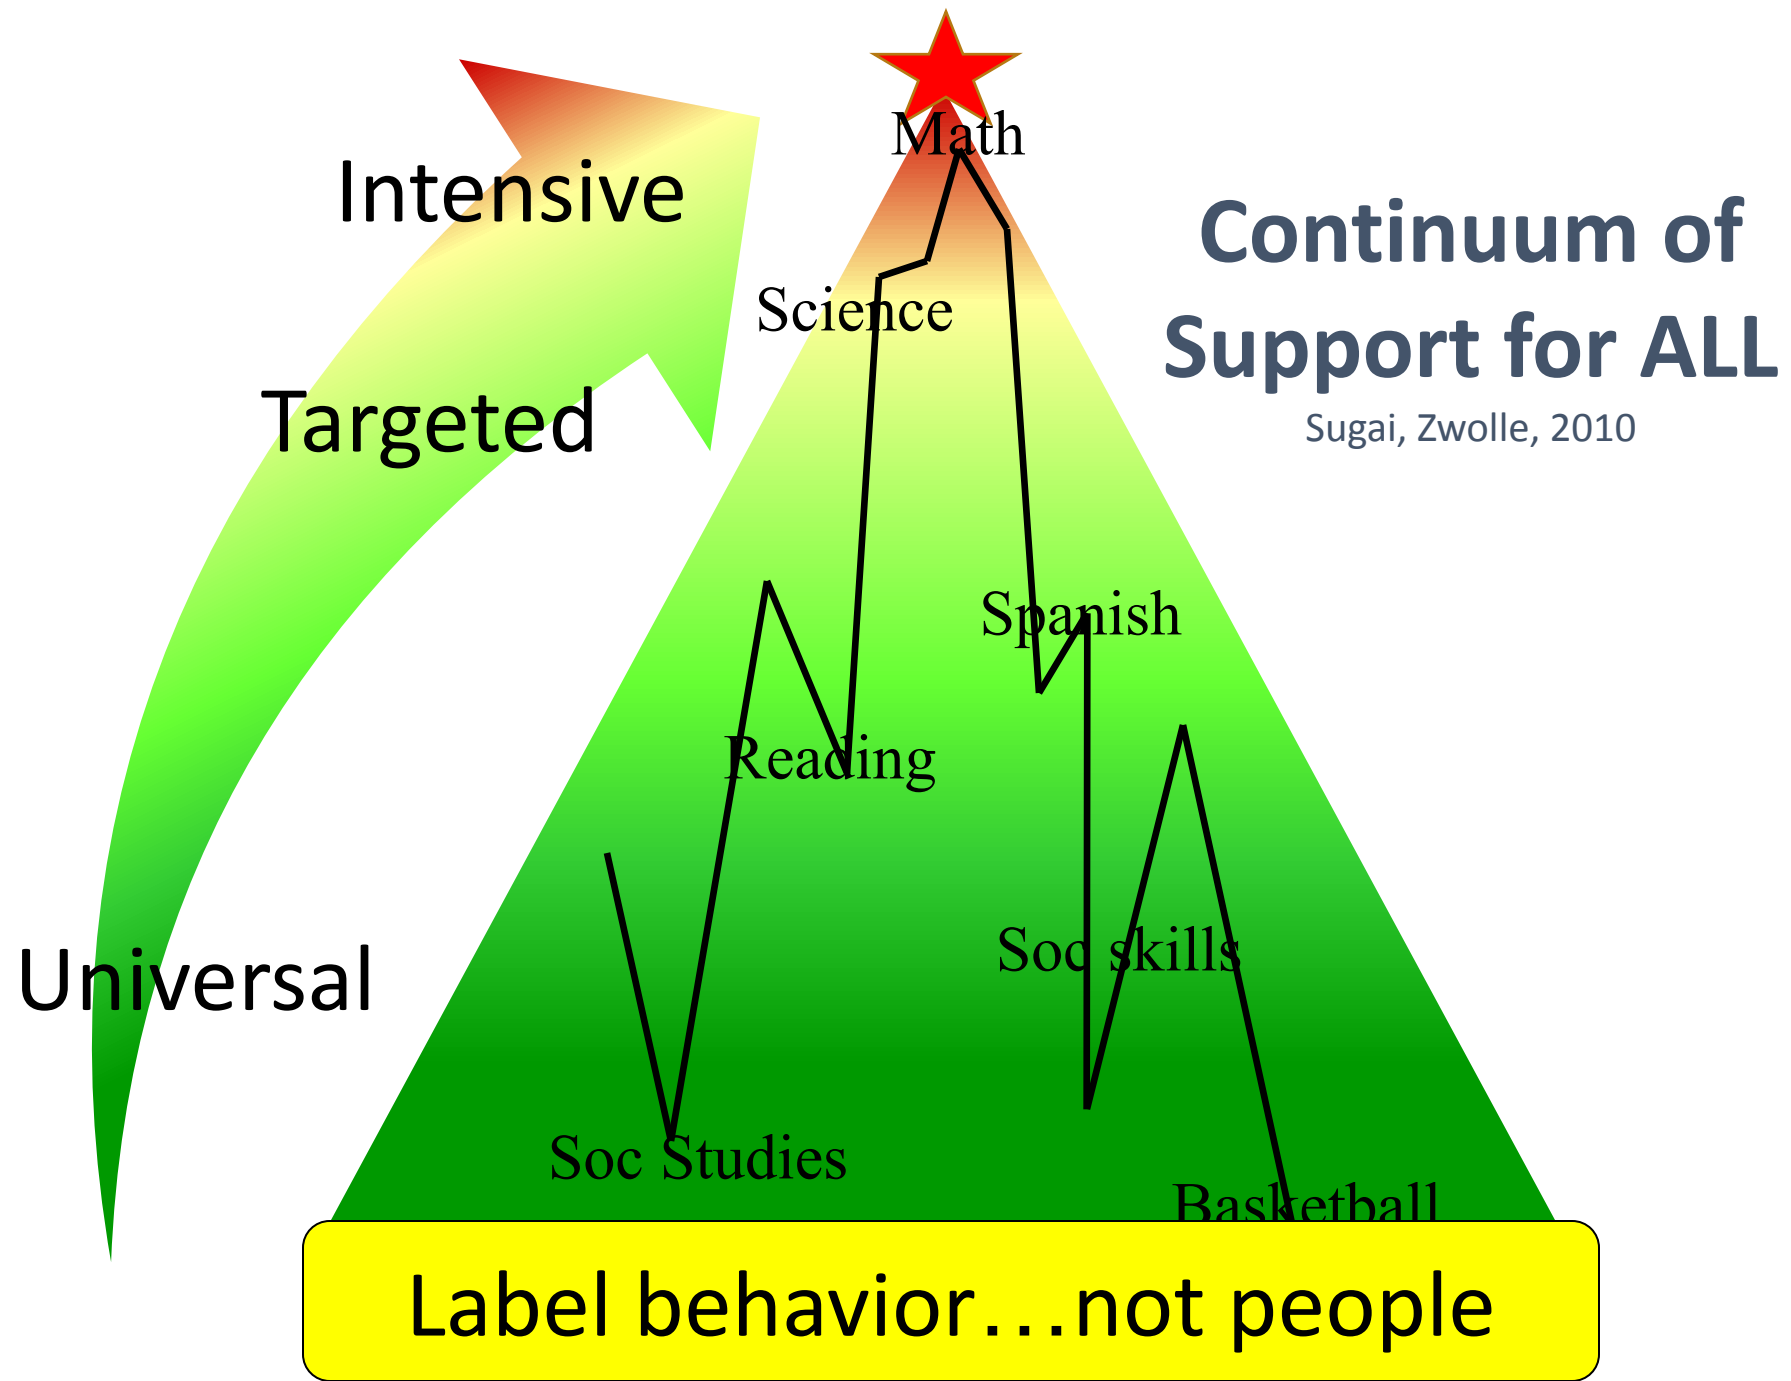 Math
Intensive
Continuum of
Support for ALL
Sugai, Zwolle, 2010
Science
Targeted
Spanish
Reading
Soc skills
Universal
Soc Studies
Basketball
Label behavior…not people